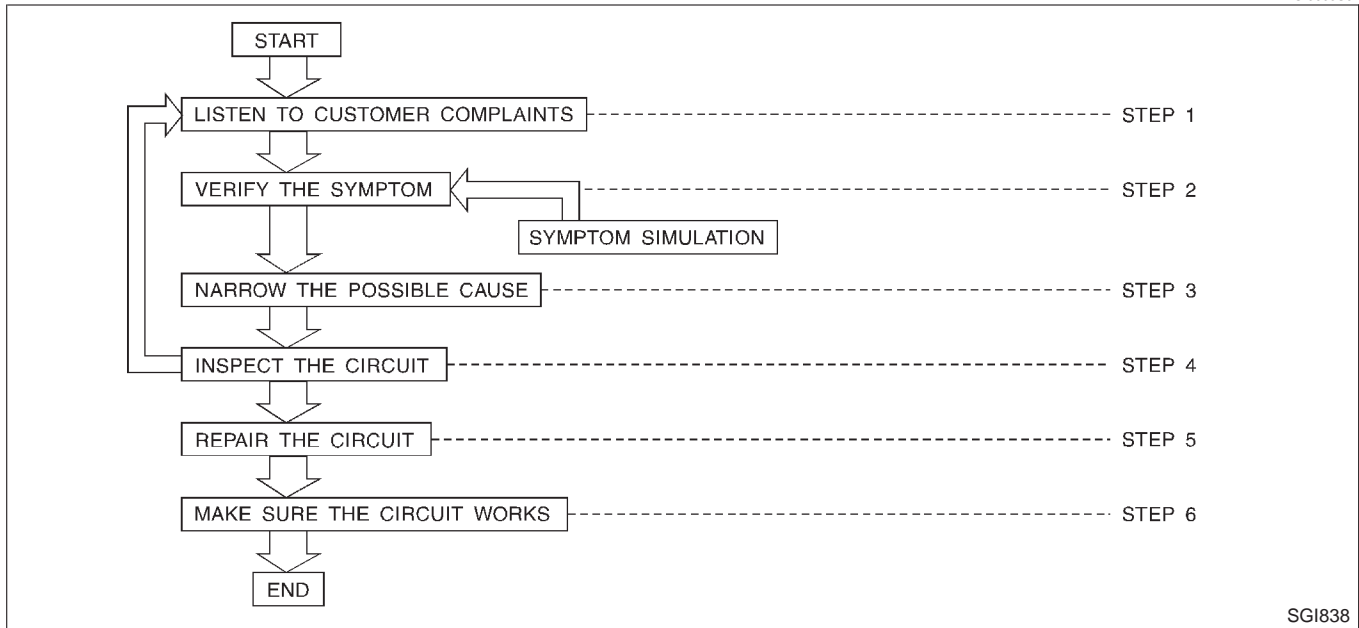 START
LISTEN TO CUSTOMER COMPLAINTS STEP 1
VERIFY THE SYMPTOM STEP 2
SYMPTOM SIMULATION
NARROW THE POSSIBLE CAUSE STEP 3
INSPECT THE CIRCUIT STEP 4
REPAIR THE CIRCUIT STEP 5
MAKE SURE THE CIRCUIT WORKS STEP 6
END
SGI838